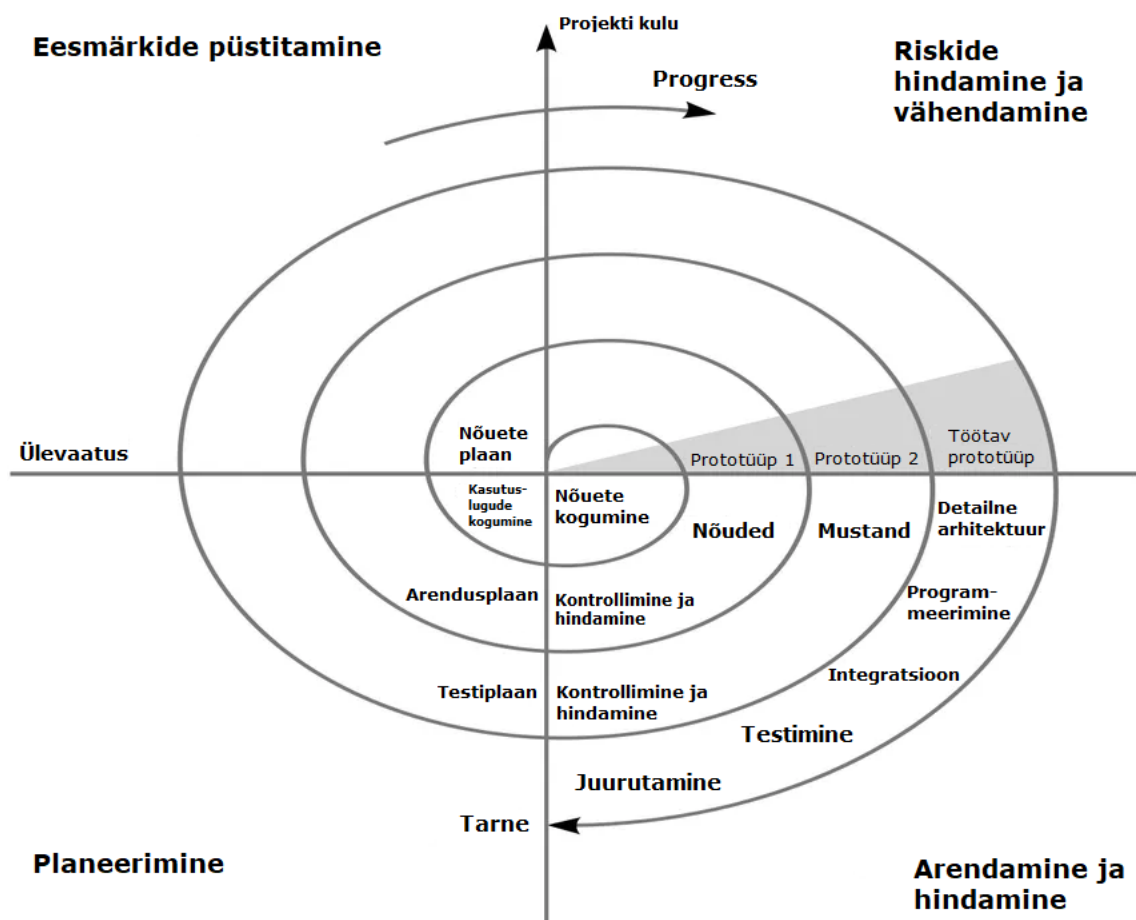 Projekti kulu
Eesmärkide püstitamine
Riskide
hindamine ja
vähendamine
Progress
Ülevaatus
Nõuete
plaan
Prototüüp 1
Prototüüp 2
Töötav
prototüüp
Kasutus-
lugude
kogumine
Nõuete
kogumine
Nõuded
Mustand
Detailne
arhitektuur
Arendusplaan
Kontrollimine ja
hindamine
Program-
meerimine
Testiplaan
Kontrollimine ja
hindamine
Integratsioon
Testimine
Juurutamine
Tarne
Planeerimine
Arendamine ja
hindamine